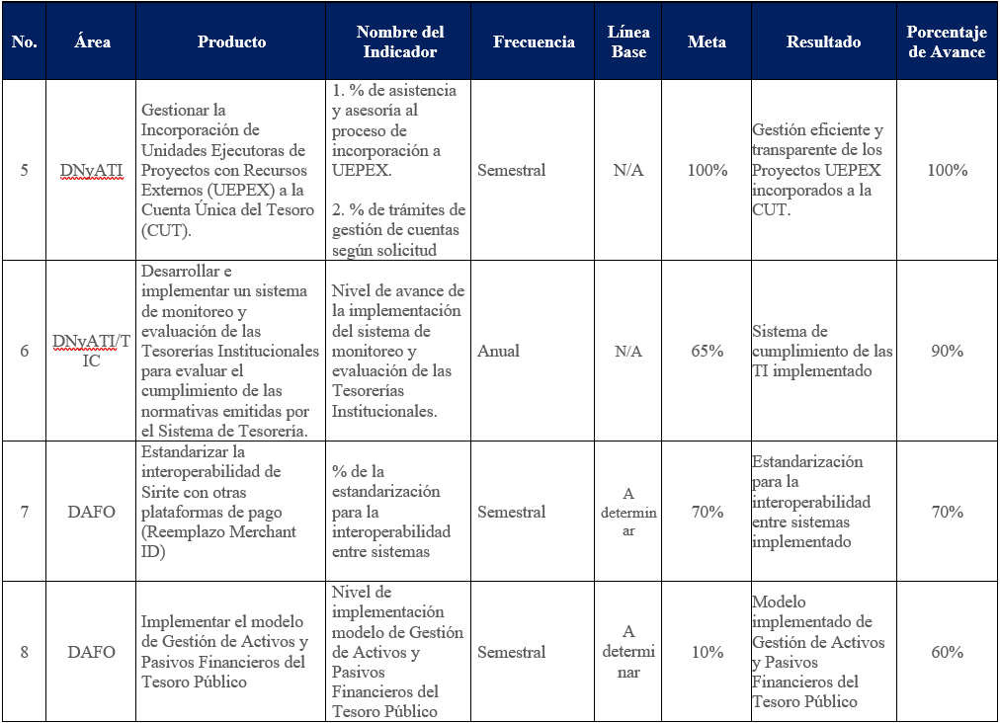 No.
Área
Producto
Nombre del
Indicador
Frecuencia
Línea
Base
Meta
Resultado
Porcentaje
de Avance
5
DNyATI
Gestionar la
Incorporación de
Unidades Ejecutoras de
Proyectos con Recursos
Externos (UEPEX) a la
Cuenta Única del Tesoro
(CUT).
1. % de asistencia
y asesoría al
proceso de
incorporación a
UEPEX.
2. % de trámites de
gestión de cuentas
según solicitud
Semestral
N/A
100%
Gestión eficiente y
transparente de los
Proyectos UEPEX
incorporados a la
CUT.
100%
6
DNyATI/T
IC
Desarrollar e
implementar un sistema
de monitoreo y
evaluación de las
Tesorerías Institucionales
para evaluar el
cumplimiento de las
normativas emitidas por
el Sistema de Tesorería.
Nivel de avance de
la implementación
del sistema de
monitoreo y
evaluación de las
Tesorerías
Institucionales.
Anual
N/A
65%
Sistema de
cumplimiento de las
TI implementado
90%
7
DAFO
Estandarizar la
interoperabilidad de
Sirite con otras
plataformas de pago
(Reemplazo Merchant
ID)
% de la
estandarización
para la
interoperabilidad
entre sistemas
Semestral
A
determin
ar
70%
Estandarización
para la
interoperabilidad
entre sistemas
implementado
70%
8
DAFO
Implementar el modelo
de Gestión de Activos y
Pasivos Financieros del
Tesoro Público
Nivel de
implementación
modelo de Gestión
de Activos y
Pasivos
Financieros del
Tesoro Público
Semestral
A
determi
nar
10%
Modelo
implementado de
Gestión de Activos
y Pasivos
Financieros del
Tesoro Público
60%